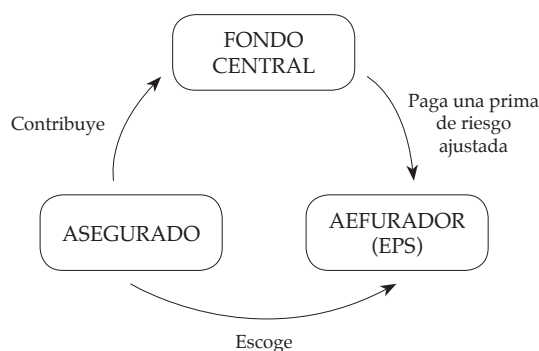 FONDO
CENTRAL
Contribuye
Paga una prima
de riesgo
ajustada
ASEGURADO
AEFURADOR
(EPS)
Escoge